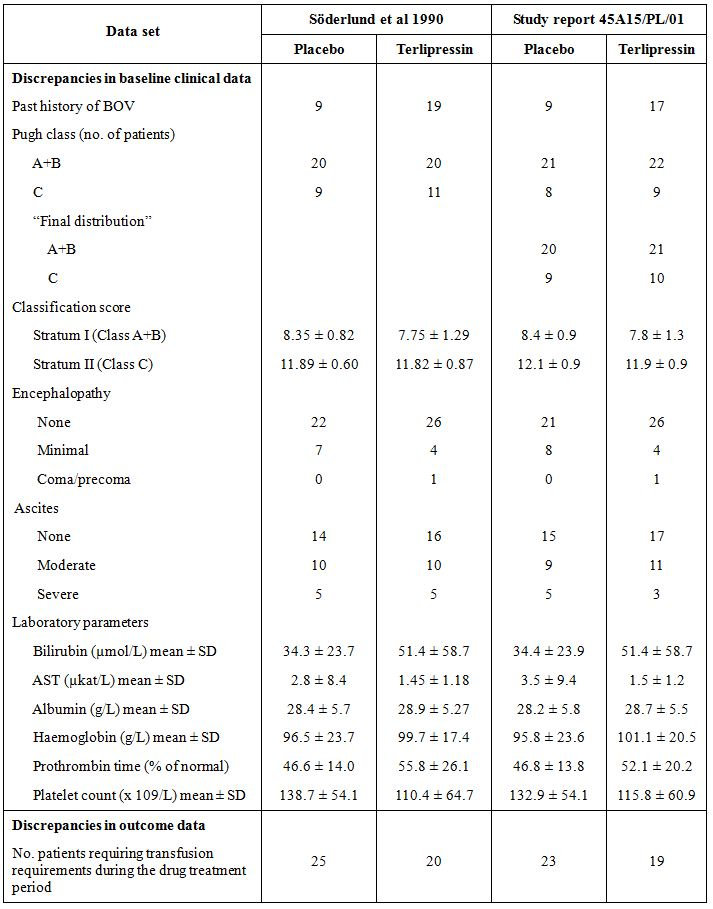 Data set Söderlund et al 1990 Study report 45A15/PL/01
Placebo Terlipressin Placebo Terlipressin
Discrepancies in baseline clinical data
Past history of BOV 9 19 9 17
Pugh class (no. of patients)
A+B 20 20 21 22
C 9 11 8 9
“Final distribution”
A+B 20 21
C 9 10
Classification score
Stratum I (Class A+B) 8.35 ± 0.82 7.75 ± 1.29 8.4 ± 0.9 7.8 ± 1.3
Stratum II (Class C) 11.89 ± 0.60 11.82 ± 0.87 12.1 ± 0.9 11.9 ± 0.9
Encephalopathy
None 22 26 21 26
Minimal 7 4 8 4
Coma/precoma 0 1 0 1
Ascites
None 14 16 15 17
Moderate 10 10 9 11
Severe 5 5 5 3
Laboratory parameters
Bilirubin (µmol/L) mean ± SD 34.3 ± 23.7 51.4 ± 58.7 34.4 ± 23.9 51.4 ± 58.7
AST (µkat/L) mean ± SD 2.8 ± 8.4 1.45 ± 1.18 3.5 ± 9.4 1.5 ± 1.2
Albumin (g/L) mean ± SD 28.4 ± 5.7 28.9 ± 5.27 28.2 ± 5.8 28.7 ± 5.5
Haemoglobin (g/L) mean ± SD 96.5 ± 23.7 99.7 ± 17.4 95.8 ± 23.6 101.1 ± 20.5
Prothrombin time (% of normal) 46.6 ± 14.0 55.8 ± 26.1 46.8 ± 13.8 52.1 ± 20.2
Platelet count (x 109/L) mean ± SD 138.7 ± 54.1 110.4 ± 64.7 132.9 ± 54.1 115.8 ± 60.9
Discrepancies in outcome data
No. patients requiring transfusion
requirements during the drug treatment 25 20 23 19
period